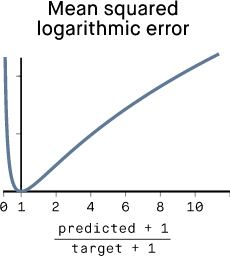 Mean squared
logarithmic error
0 1 2 4 6 8 10
predicted + 1
target + 1